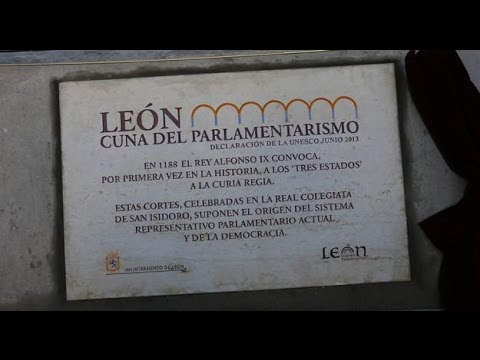 LEÓN
CUNA DEL PARLAMENTARISMO
DECLARACIÓN DE LA UNESCO JUNIO 2013
EN 1188 EL REY ALFONSO IX CONVOCA,
POR PRIMERA VEZ EN LA HISTORIA, A LOS 'TRES ESTADOS'
A LA CURIA REGIA.
ESTAS CORTES, CELEBRADAS EN LA REAL COLEGIATA
DE SAN ISIDORO, SUPONEN EL ORIGEN DEL SISTEMA
REPRESENTATIVO PARLAMENTARIO ACTUAL
Y DE LA DEMOCRACIA.
AYUNTAMIENTO DE LEÓN
LEÓN